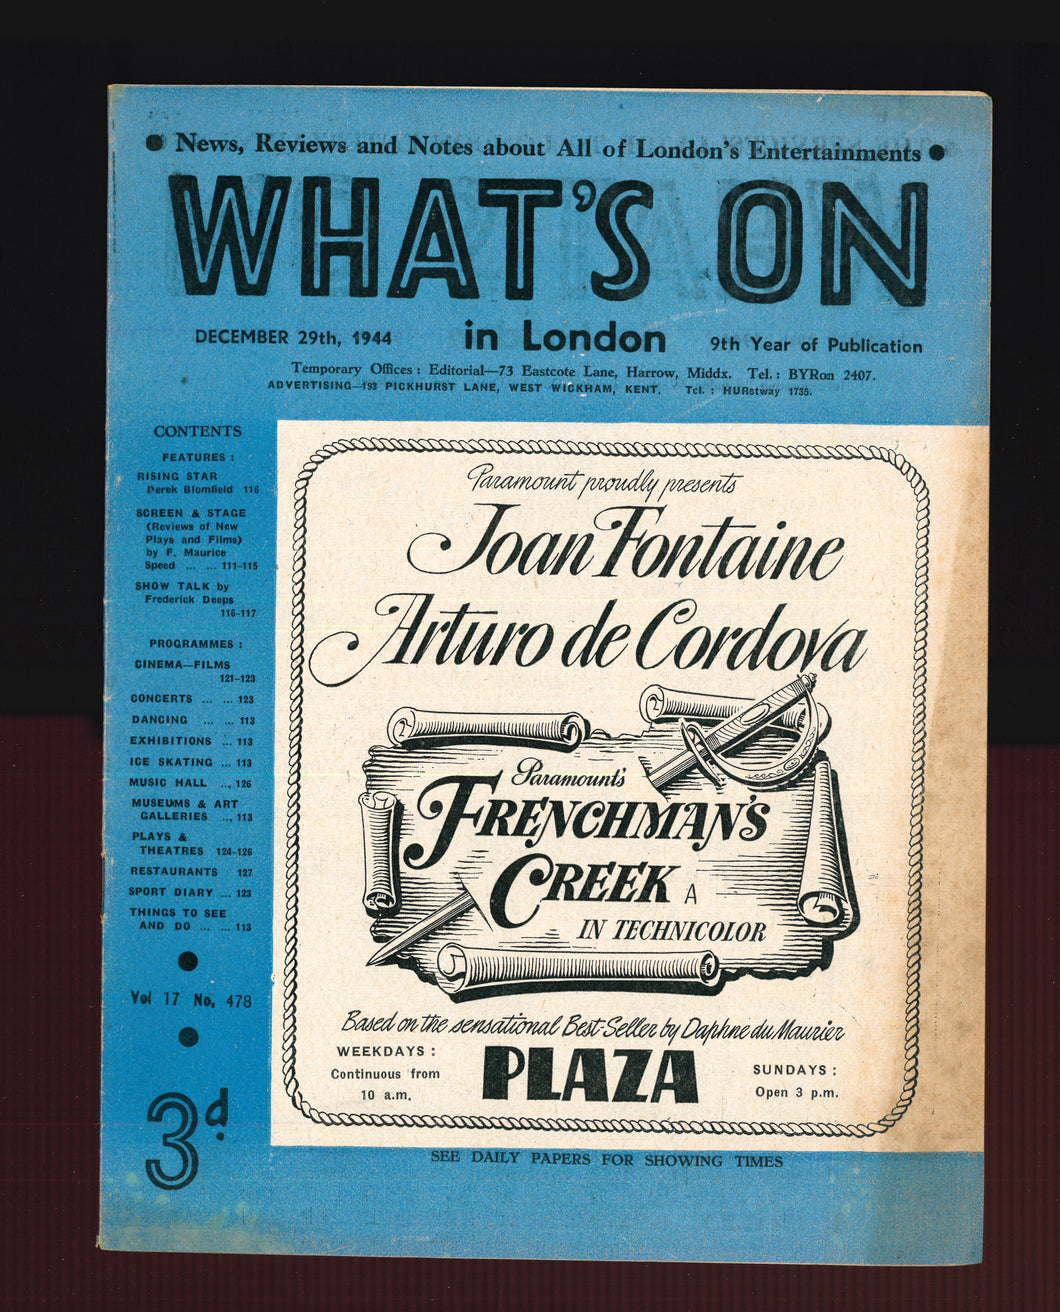 ● News, Reviews and Notes about All of London's Entertainments ●
WHAT'S ON
DECEMBER 29th, 1944 in London 9th Year of Publication
Temporary Offices : Editorial—73 Eastcote Lane, Harrow, Middx. Tel. : BYRon 2407.
ADVERTISING—193 PICKHURST LANE, WEST WICKHAM, KENT. Tel. : HURstway 1735.
CONTENTS
FEATURES :
RISING STAR
Derek Blomfield 116
SCREEN & STAGE
(Reviews of New
Plays and Films)
by F. Maurice
Speed ... ... 111–115
SHOW TALK by
Frederick Deeps
116–117
PROGRAMMES :
CINEMA—FILMS
121–123
CONCERTS ... ... 123
DANCING ... ... 113
EXHIBITIONS ... 113
ICE SKATING ... 113
MUSIC HALL ... 126
MUSEUMS & ART
GALLERIES ... 113
PLAYS &
THEATRES 124–126
RESTAURANTS 127
SPORT DIARY ... 123
THINGS TO SEE
AND DO ... ... 113
Vol 17 No. 478
3d.
Paramount proudly presents
Joan Fontaine
Arturo de Cordova
Paramount's
FRENCHMAN'S
CREEK A
IN TECHNICOLOR
Based on the sensational Best-Seller by Daphne du Maurier
WEEKDAYS :
Continuous from
10 a.m.
PLAZA
SUNDAYS :
Open 3 p.m.
SEE DAILY PAPERS FOR SHOWING TIMES